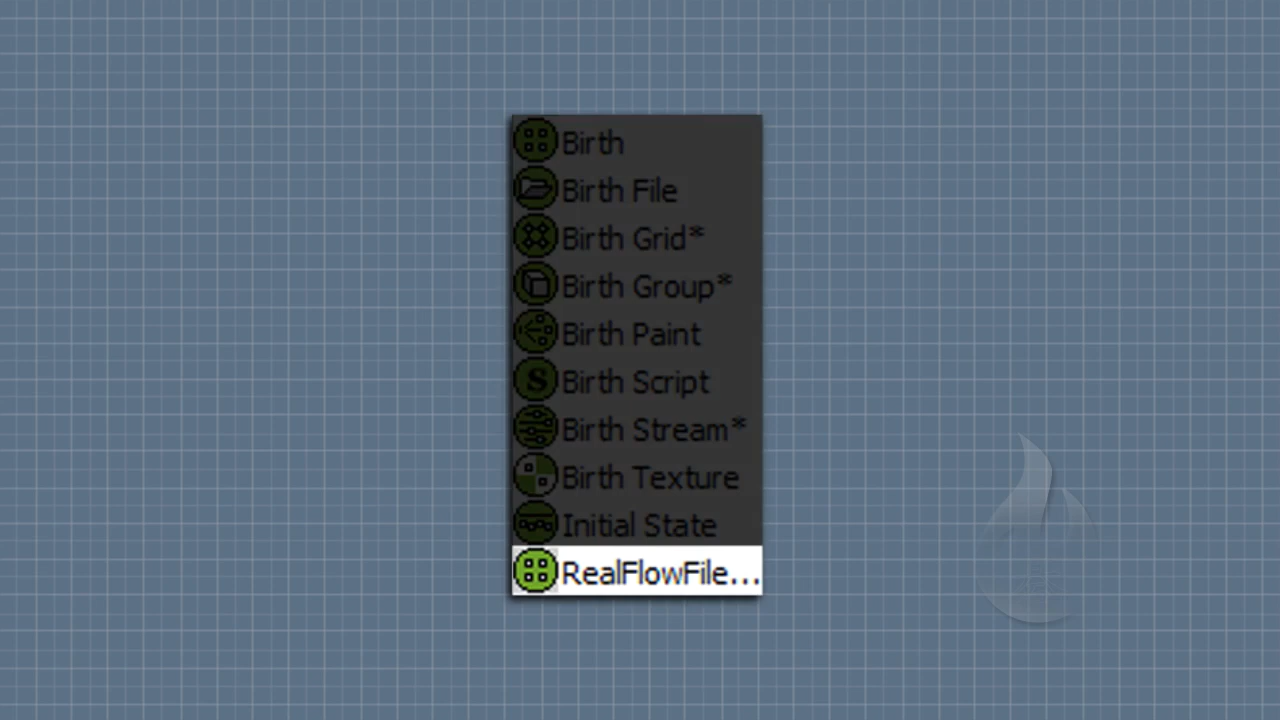 Birth
Birth File
Birth Grid*
Birth Group*
Birth Paint
S
Birth Script
Birth Stream*
Birth Texture
Initial State
RealFlowFile...